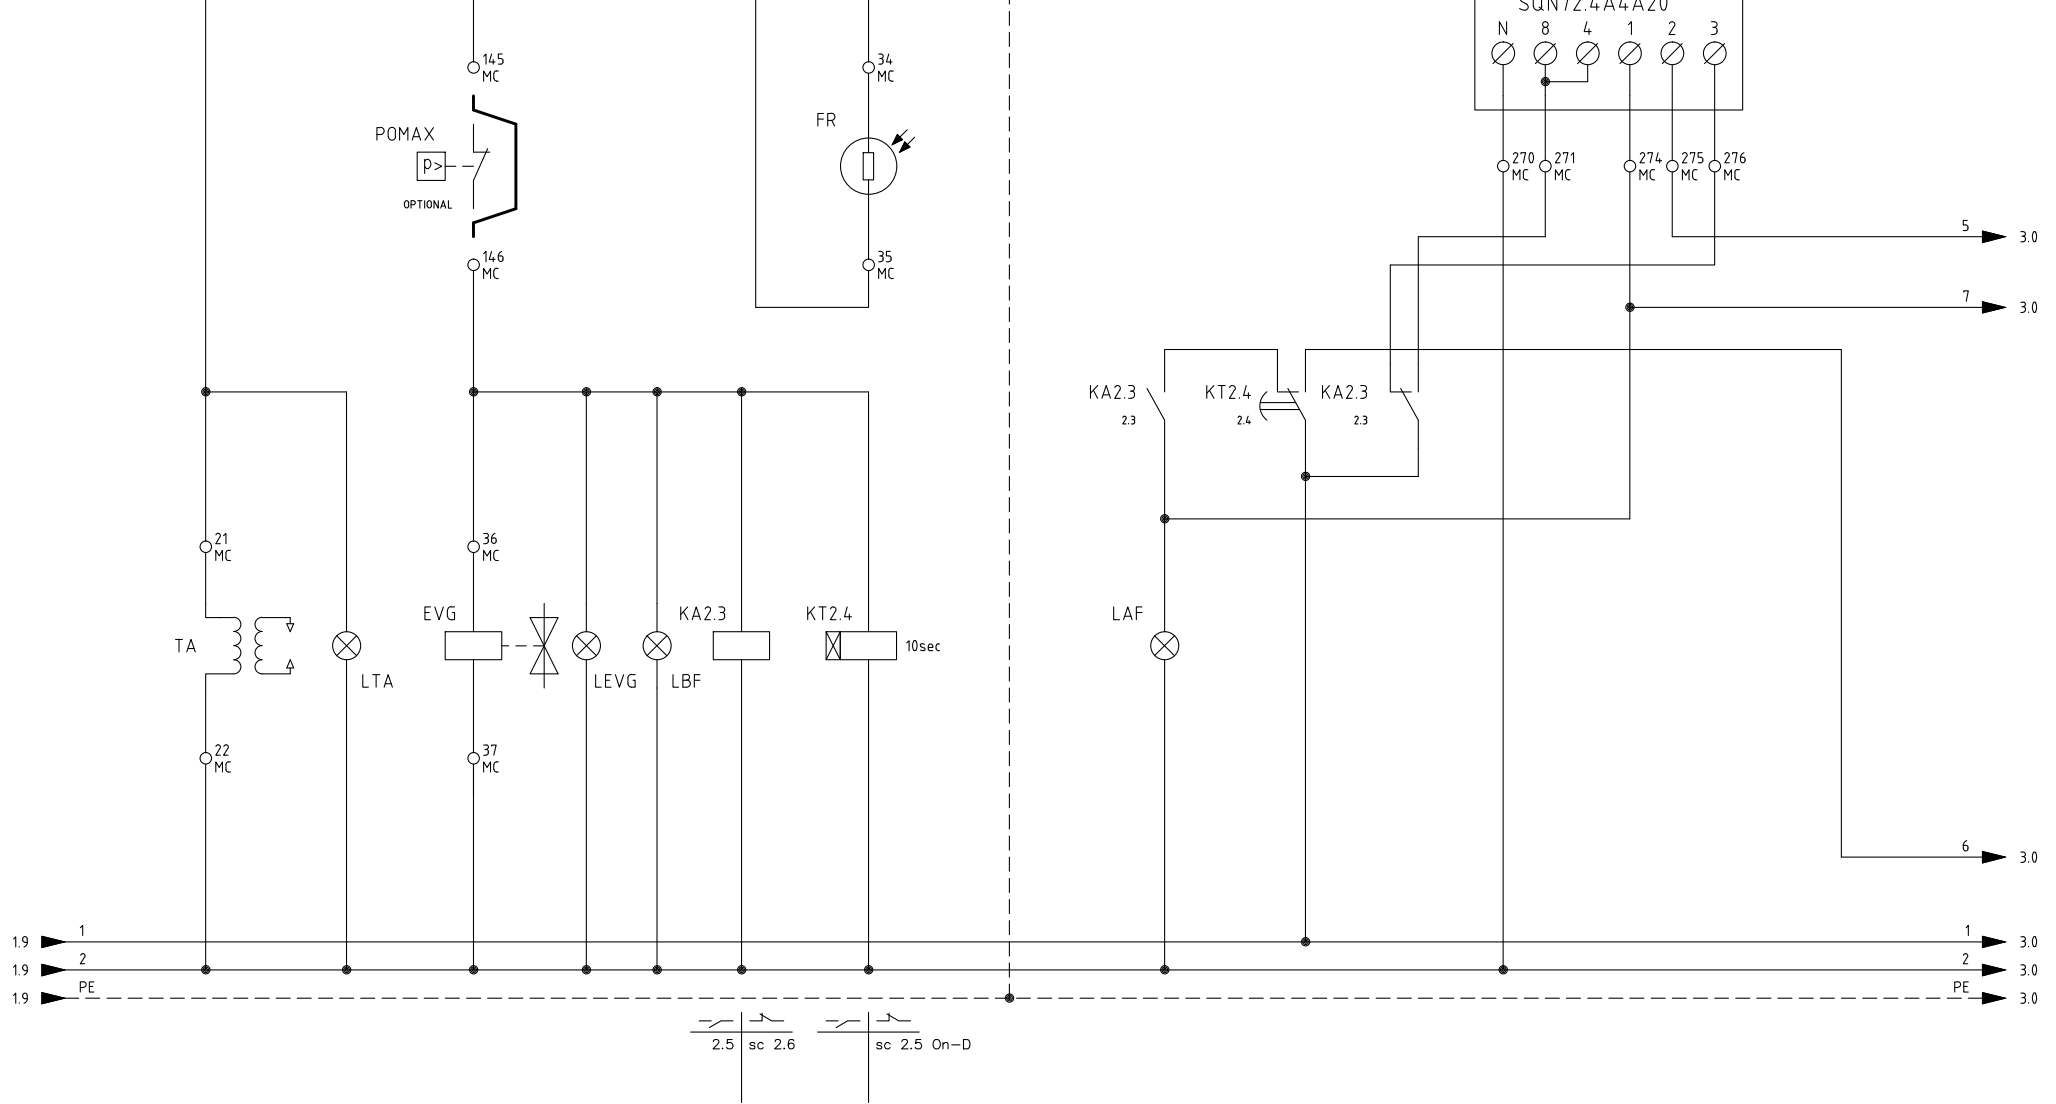 SQN72.4A4A20
N 8 4 1 2 3
145
MC
34
MC
POMAX
p>
OPTIONAL
FR
270
MC
271
MC
274
MC
275
MC
276
MC
146
MC
35
MC
5 3.0
7 3.0
KA2.3
2.3
KT2.4
2.4
KA2.3
2.3
21
MC
36
MC
TA
LTA
EVG
LEVG
LBF
KA2.3
KT2.4
10sec
LAF
22
MC
37
MC
6 3.0
1.9 1 1 3.0
1.9 2 2 3.0
1.9 PE PE 3.0
2.5 sc 2.6
sc 2.5 On-D